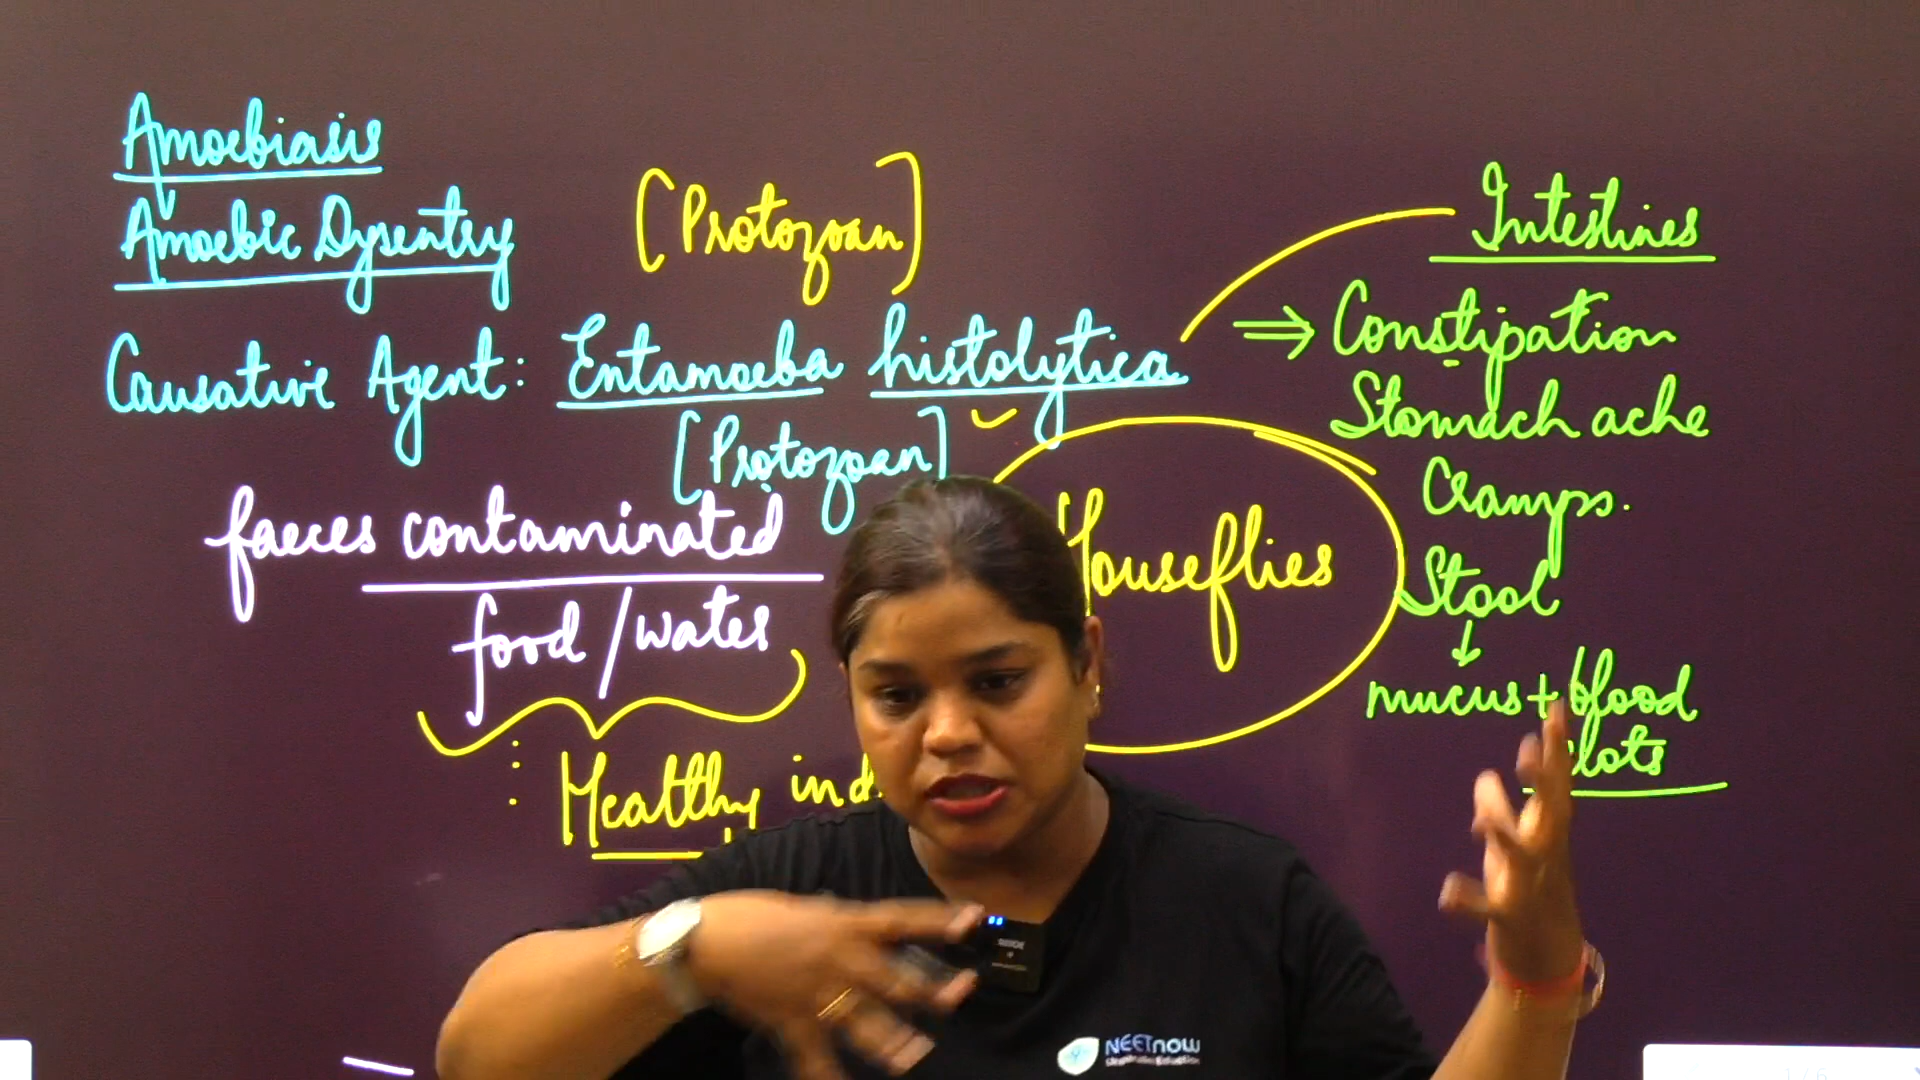 Amoebiasis
Amoebic Dysentry
[Protozoan]
Causative Agent: Entamoeba histolytica
[Protozoan]
faeces contaminated
food/water
: Healthy
Houseflies
Intestines
⇒ Constipation
Stomach ache
Cramps.
Stool
↓
mucus + blood
clots
NEETNOW